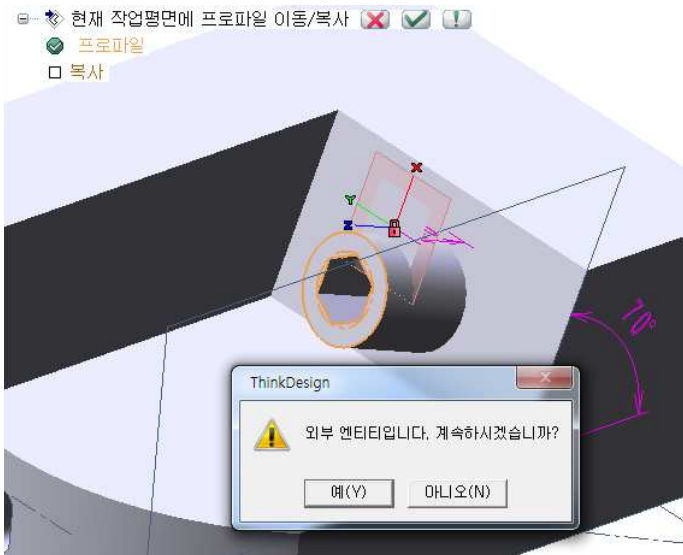 현재 작업평면에 프로파일 이동/복사
프로파일
복사
X
Y
Z
70°
ThinkDesign
외부 엔티티입니다, 계속하시겠습니까?
예(Y)
아니오(N)